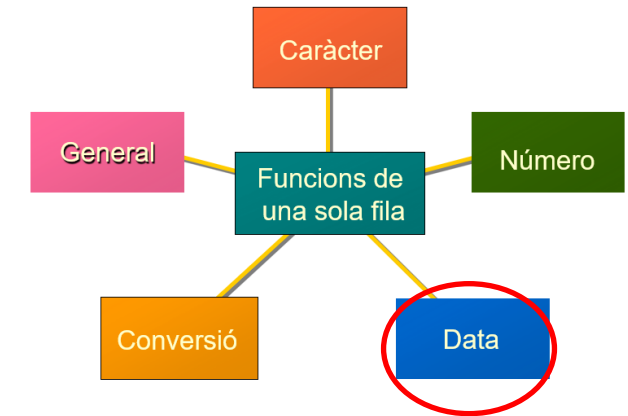 Caràcter
General
Número
Funcions de
una sola fila
Conversió
Data